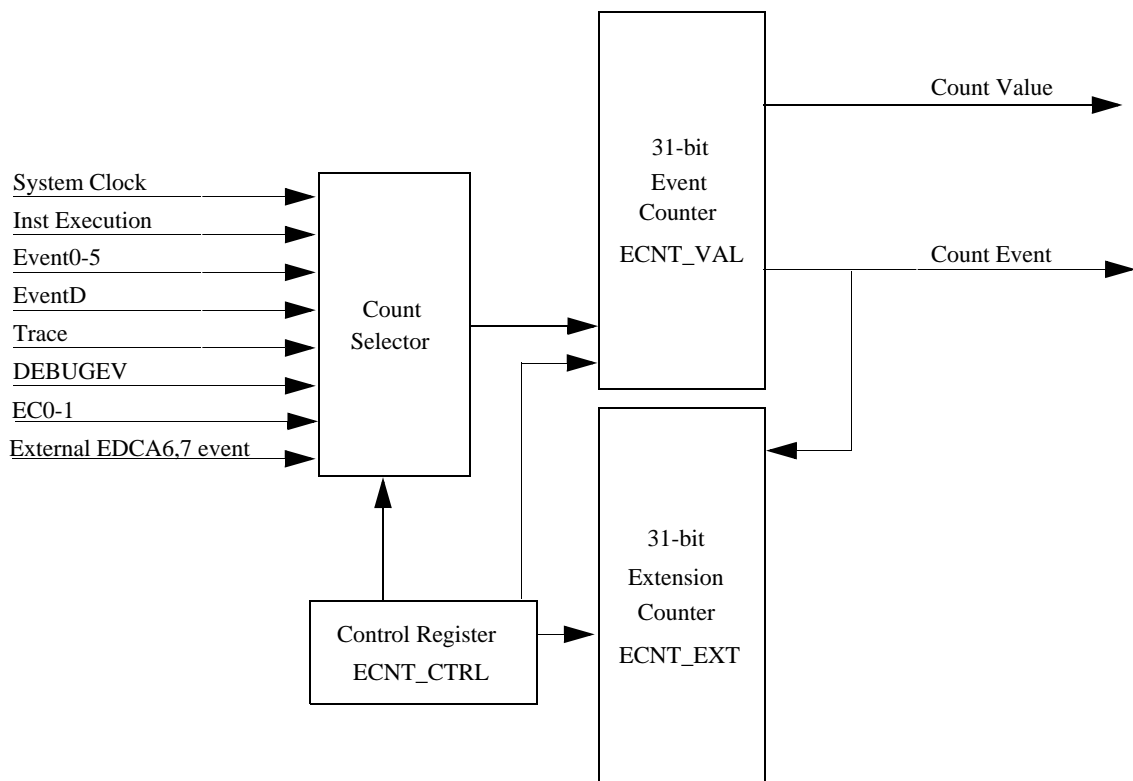 Count Value
31-bit
Event
Counter
ECNT_VAL
Count Event
System Clock
Inst Execution
Event0-5
EventD
Trace
DEBUGEV
EC0-1
External EDCA6,7 event
Count
Selector
31-bit
Extension
Counter
ECNT_EXT
Control Register
ECNT_CTRL